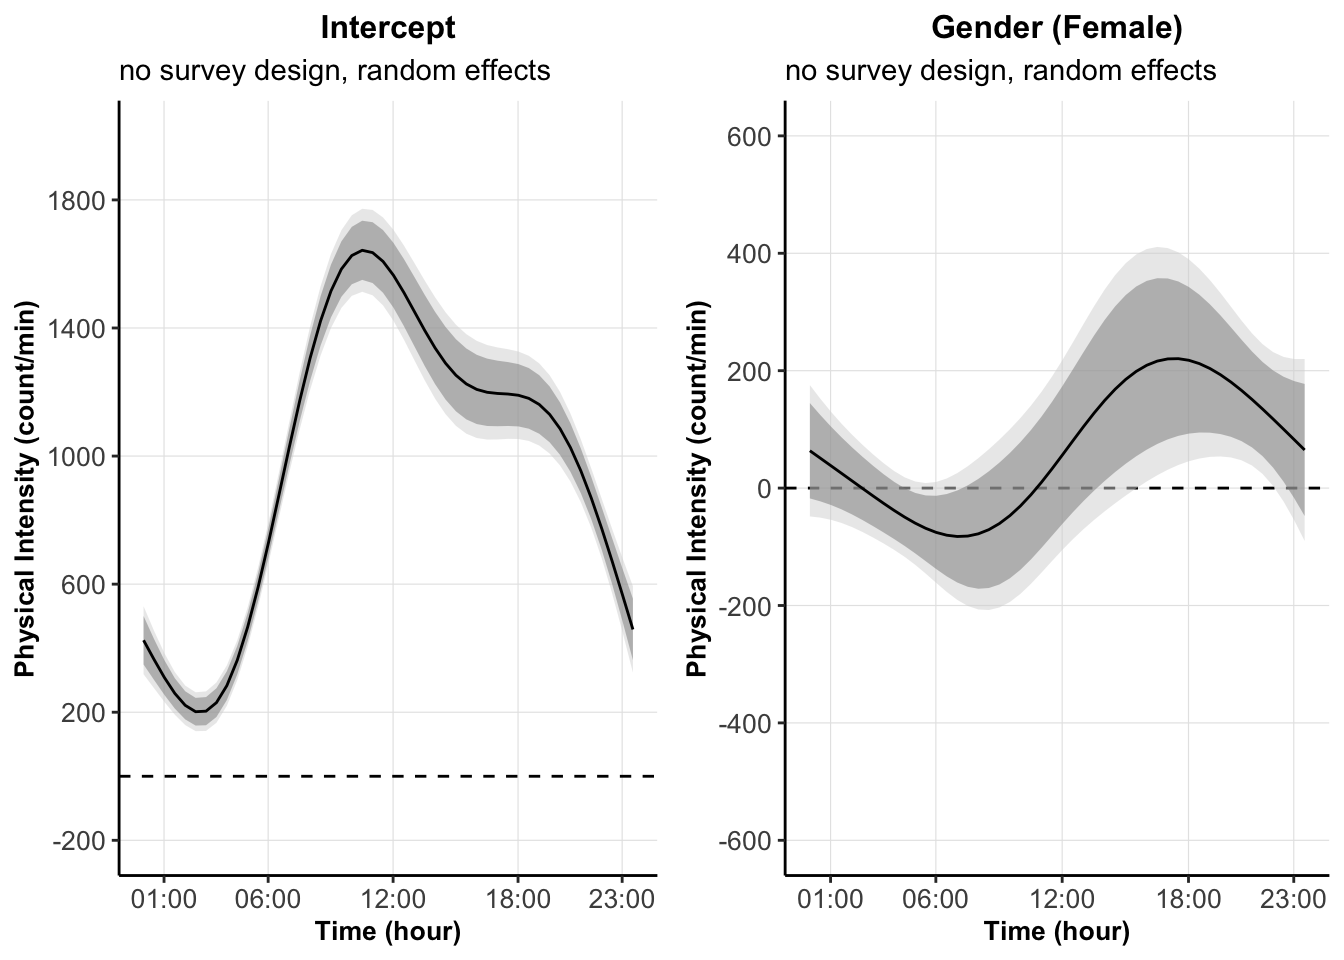 Intercept
no survey design, random effects
Physical Intensity (count/min)
1800
1400
1000
600
200
-200
01:00 06:00 12:00 18:00 23:00
Time (hour)
Gender (Female)
no survey design, random effects
Physical Intensity (count/min)
600
400
200
0
-200
-400
-600
01:00 06:00 12:00 18:00 23:00
Time (hour)